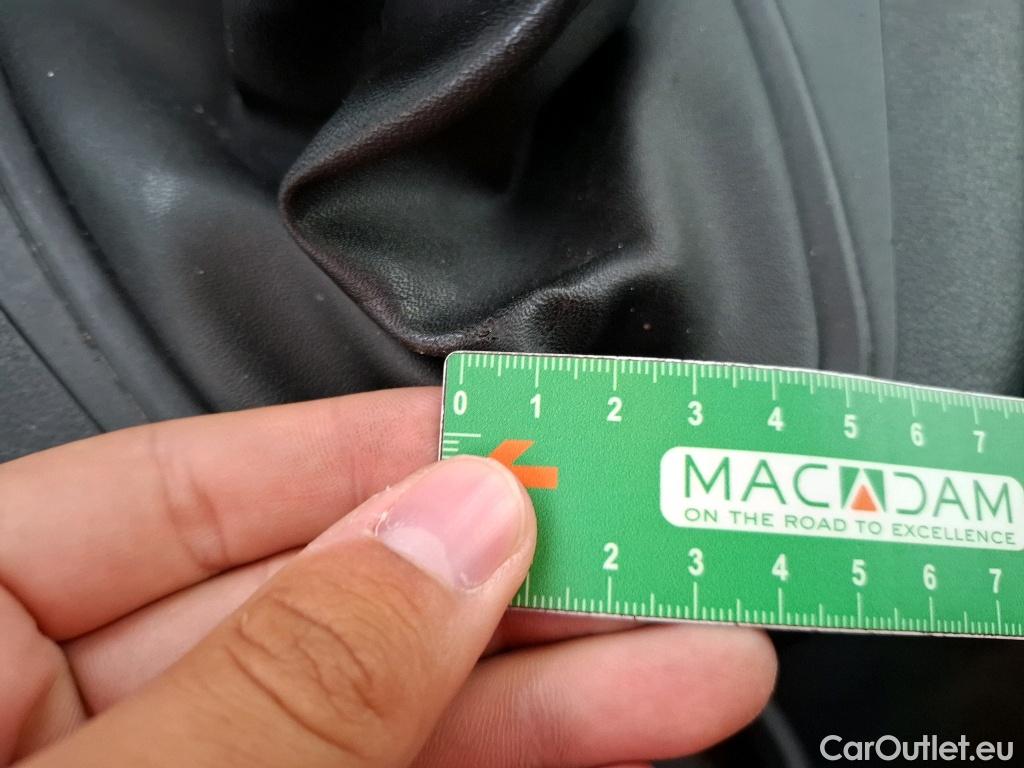 0 1 2 3 4 5 6 7
MACADAM
ON THE ROAD TO EXCELLENCE
2 3 4 5 6 7
CarOutlet.eu